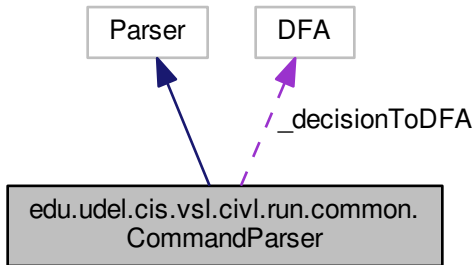 Parser
DFA
_decisionToDFA
edu.udel.cis.vsl.civl.run.common.
CommandParser